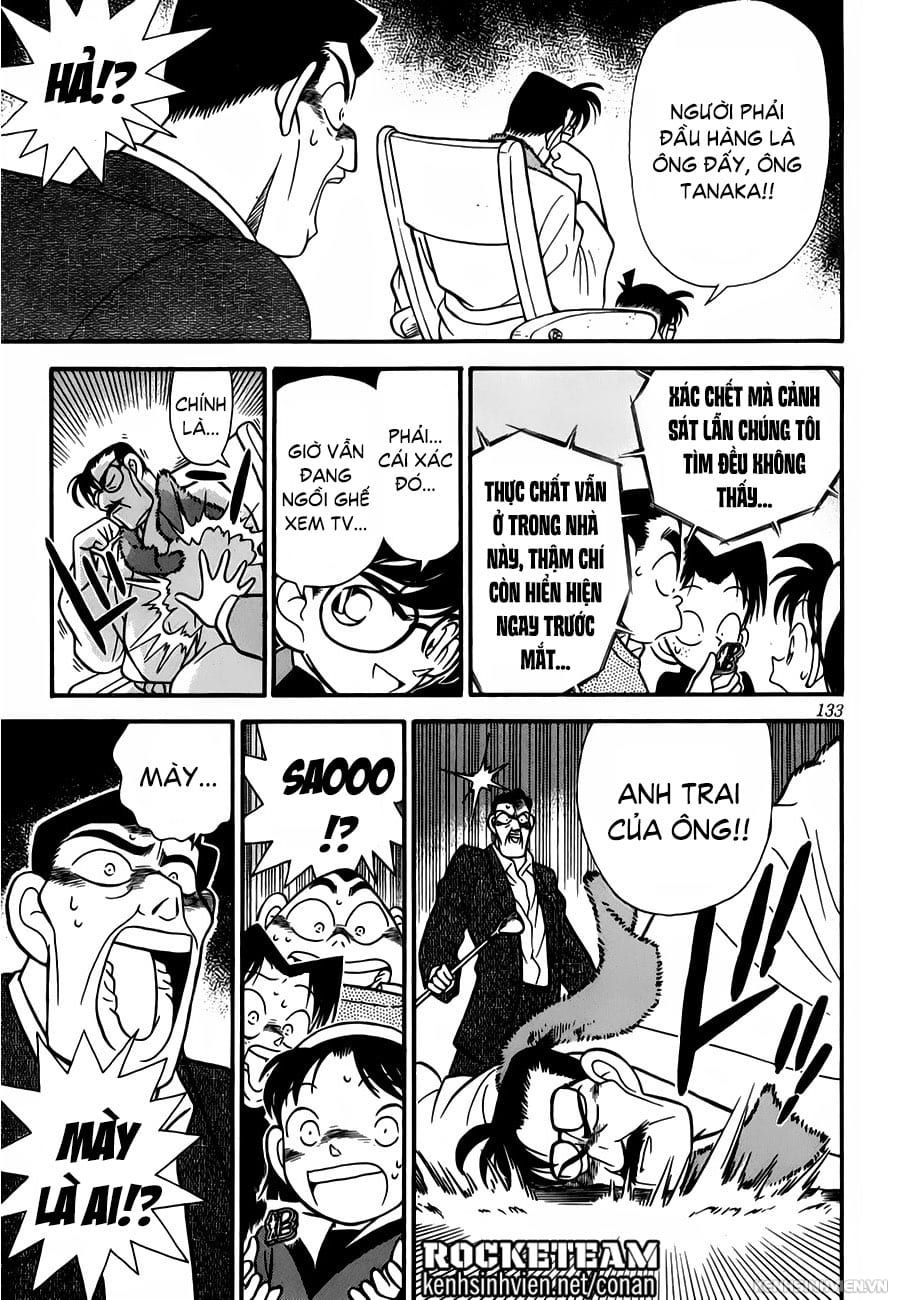 NGƯỜI PHẢI
ĐẦU HÀNG LÀ
ÔNG ĐẤY, ÔNG
TANAKA!!
HẢ!?
XÁC CHẾT MÀ CẢNH
SÁT LẪN CHÚNG TÔI
TÌM ĐỀU KHÔNG
THẤY...
THỰC CHẤT VẪN
Ở TRONG NHÀ
NÀY, THẬM CHÍ
CÒN HIỂN HIỆN
NGAY TRƯỚC
MẮT...
PHẢI...
CÁI XÁC
ĐÓ...
GIỜ VẪN
ĐANG
NGỒI GHẾ
XEM TV...
CHÍNH
LÀ...
133
ANH TRAI
CỦA ÔNG!!
SAOOO
!?
MÀY...
MÀY
LÀ AI!?
ROCKETEAM
kenhsinhvien.net/conan
KENHSINHVIEN.VN